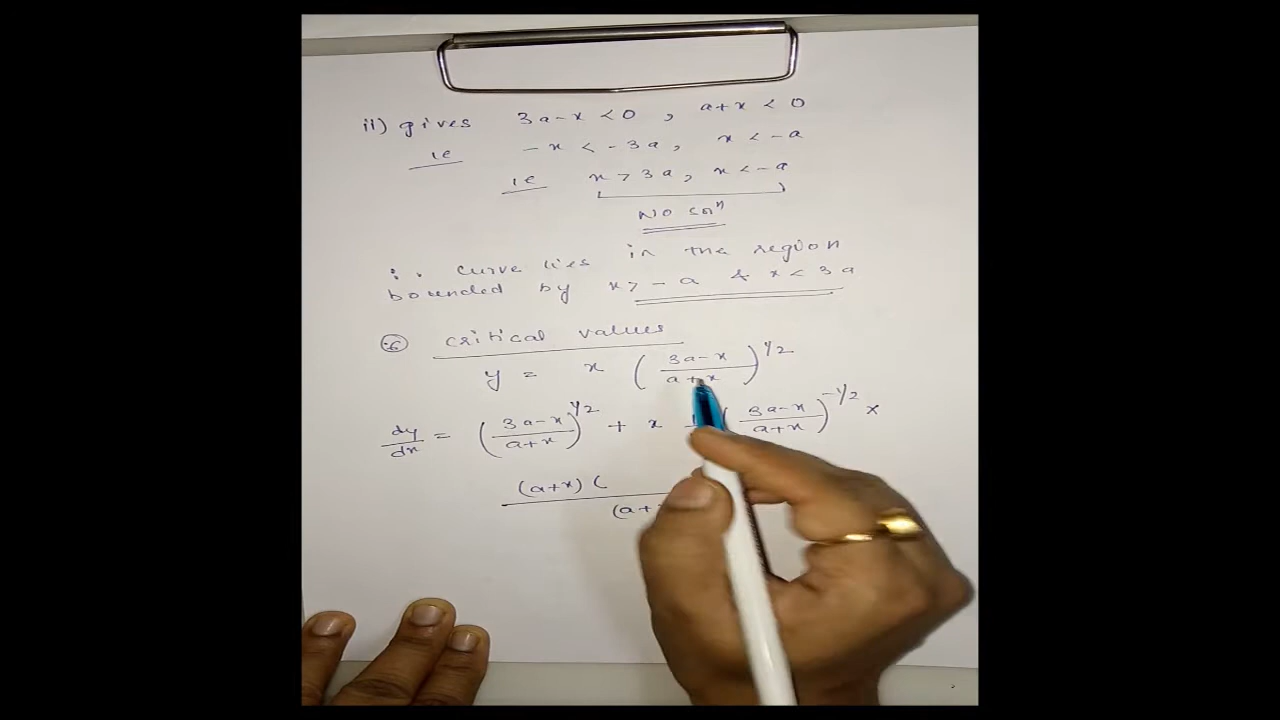 ii) gives 3a-x < 0 , a+x < 0
ie -x < -3a, x < -a
ie x > 3a, x < -a
No solⁿ
∴ curve lies in the region
bounded by x > -a & x < 3a
6 critical values
y = x ( (3a-x)/(a+x) )^1/2
dy/dx = ( (3a-x)/(a+x) )^1/2 + x ( (3a-x)/(a+x) )^-1/2 ×
(a+x) (
(a+